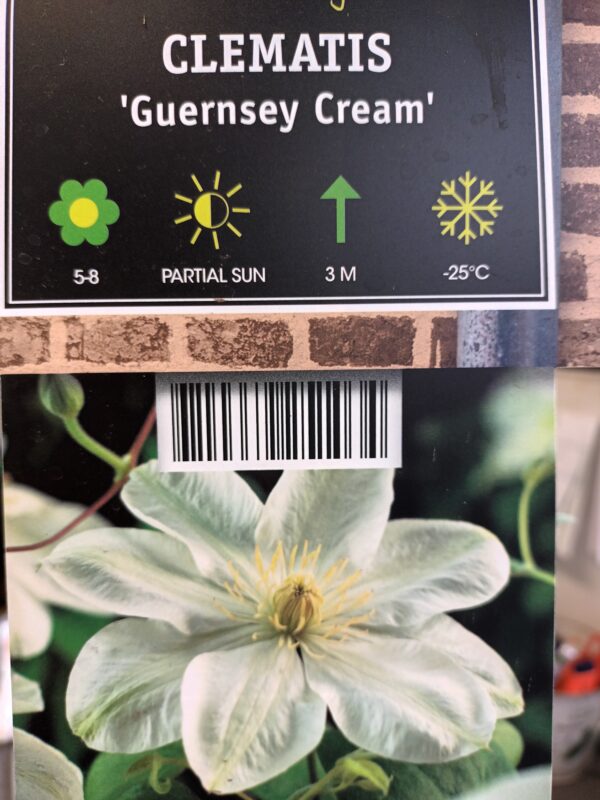 CLEMATIS
'Guernsey Cream'
5-8 PARTIAL SUN 3 M -25°C